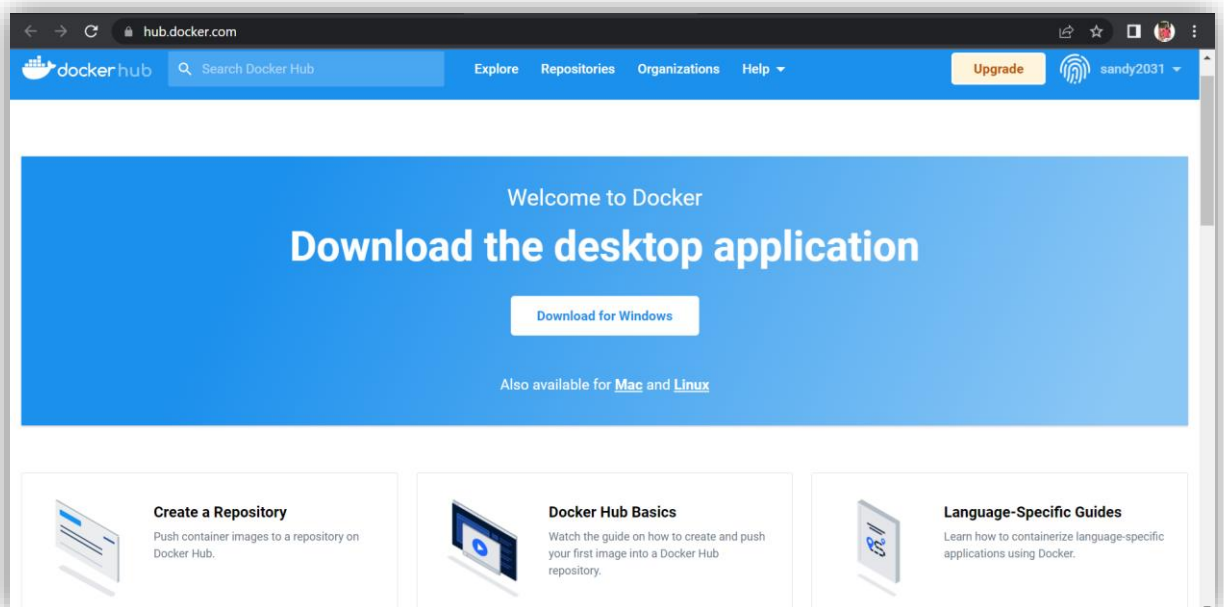 hub.docker.com
dockerhub Search Docker Hub Explore Repositories Organizations Help Upgrade sandy2031
Welcome to Docker
Download the desktop application
Download for Windows
Also available for Mac and Linux
Create a Repository
Push container images to a repository on
Docker Hub.
Docker Hub Basics
Watch the guide on how to create and push
your first image into a Docker Hub
repository.
Language-Specific Guides
Learn how to containerize language-specific
applications using Docker.